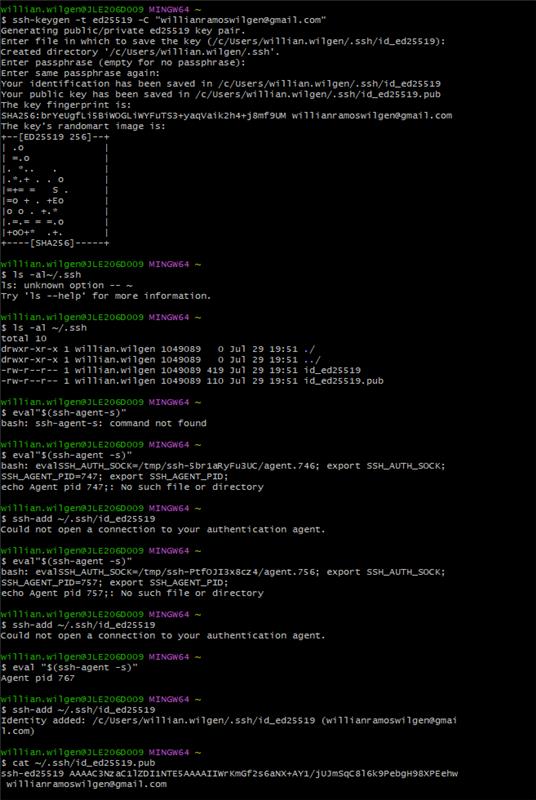 willian.wilgen@JLE206D009 MINGW64 ~
$ ssh-keygen -t ed25519 -C "willianramoswilgen@gmail.com"
Generating public/private ed25519 key pair.
Enter file in which to save the key (/c/Users/willian.wilgen/.ssh/id_ed25519):
Created directory '/c/Users/willian.wilgen/.ssh'.
Enter passphrase (empty for no passphrase):
Enter same passphrase again:
Your identification has been saved in /c/Users/willian.wilgen/.ssh/id_ed25519
Your public key has been saved in /c/Users/willian.wilgen/.ssh/id_ed25519.pub
The key fingerprint is:
SHA256:brYeUgfLi5BiWOGLiWYFuTS3+yaqVaik2h4+j8mf9UM willianramoswilgen@gmail.com
The key's randomart image is:
+--[ED25519 256]--+
| .o              |
| =.o             |
|. *..   .        |
|.*.+ . . o       |
|=+= =   S .      |
|=o + . +Eo       |
|o o . +.*        |
|.=.= = =.o       |
|+oO+*  .+.       |
+----[SHA256]-----+

willian.wilgen@JLE206D009 MINGW64 ~
$ ls -al~/.ssh
ls: unknown option -- ~
Try 'ls --help' for more information.

willian.wilgen@JLE206D009 MINGW64 ~
$ ls -al ~/.ssh
total 10
drwxr-xr-x 1 willian.wilgen 1049089   0 Jul 29 19:51 ./
drwxr-xr-x 1 willian.wilgen 1049089   0 Jul 29 19:51 ../
-rw-r--r-- 1 willian.wilgen 1049089 419 Jul 29 19:51 id_ed25519
-rw-r--r-- 1 willian.wilgen 1049089 110 Jul 29 19:51 id_ed25519.pub

willian.wilgen@JLE206D009 MINGW64 ~
$ eval"$(ssh-agent-s)"
bash: ssh-agent-s: command not found

willian.wilgen@JLE206D009 MINGW64 ~
$ eval"$(ssh-agent -s)"
bash: evalSSH_AUTH_SOCK=/tmp/ssh-5br1aRyFu3UC/agent.746; export SSH_AUTH_SOCK;
SSH_AGENT_PID=747; export SSH_AGENT_PID;
echo Agent pid 747;: No such file or directory

willian.wilgen@JLE206D009 MINGW64 ~
$ ssh-add ~/.ssh/id_ed25519
Could not open a connection to your authentication agent.

willian.wilgen@JLE206D009 MINGW64 ~
$ eval"$(ssh-agent -s)"
bash: evalSSH_AUTH_SOCK=/tmp/ssh-PtfOJI3x8cz4/agent.756; export SSH_AUTH_SOCK;
SSH_AGENT_PID=757; export SSH_AGENT_PID;
echo Agent pid 757;: No such file or directory

willian.wilgen@JLE206D009 MINGW64 ~
$ ssh-add ~/.ssh/id_ed25519
Could not open a connection to your authentication agent.

willian.wilgen@JLE206D009 MINGW64 ~
$ eval "$(ssh-agent -s)"
Agent pid 767

willian.wilgen@JLE206D009 MINGW64 ~
$ ssh-add ~/.ssh/id_ed25519
Identity added: /c/Users/willian.wilgen/.ssh/id_ed25519 (willianramoswilgen@gmai
l.com)

willian.wilgen@JLE206D009 MINGW64 ~
$ cat ~/.ssh/id_ed25519.pub
ssh-ed25519 AAAAC3NzaC1lZDI1NTE5AAAAIIWrKmGf2s6aNX+AY1/jUJmSqC8l6k9PebgH98XPEehw
 willianramoswilgen@gmail.com